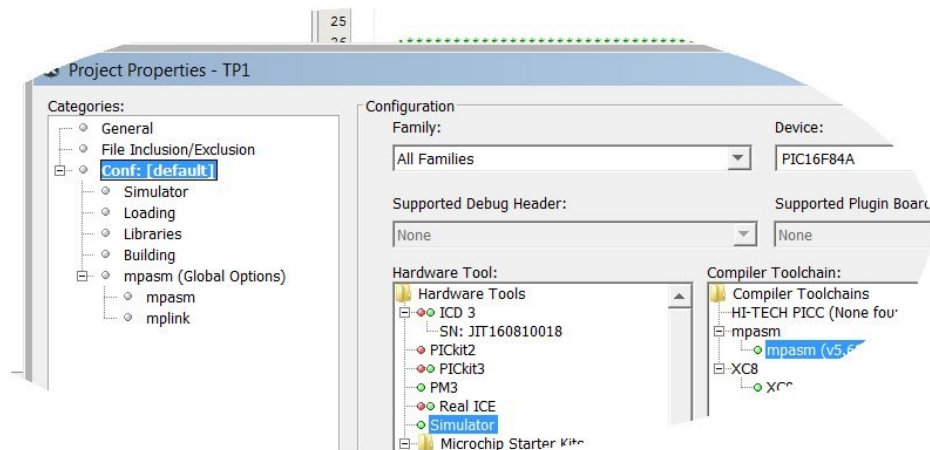 25
26
Project Properties - TP1
Categories:
General
File Inclusion/Exclusion
Conf: [default]
Simulator
Loading
Libraries
Building
mpasm (Global Options)
mpasm
mplink
Configuration
Family:
Device:
All Families
PIC16F84A
Supported Debug Header:
Supported Plugin Board
None
None
Hardware Tool:
Compiler Toolchain:
Hardware Tools
ICD 3
SN: JIT160810018
PICkit2
PICkit3
PM3
Real ICE
Simulator
Microchip Starter Kits
Compiler Toolchains
HI-TECH PICC (None four
mpasm
mpasm (v5.6
XC8